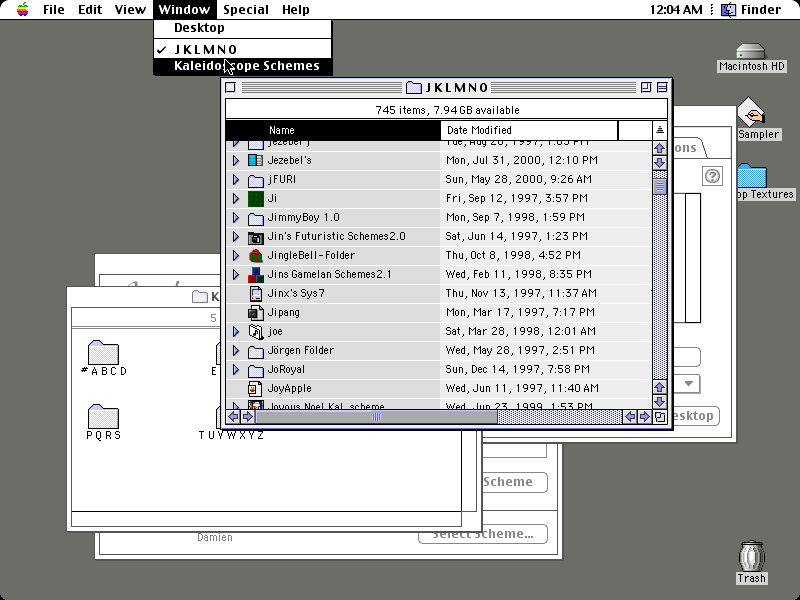 File Edit View Window Special Help 12:04 AM Finder
Desktop
✓ J K L M N O
Kaleidoscope Schemes
Macintosh HD
Sampler
op Textures
Trash
J K L M N O
745 items, 7.94 GB available
Name Date Modified
Jezebel's Mon, Jul 31, 2000, 12:10 PM
jFURI Sun, May 28, 2000, 9:26 AM
Ji Fri, Sep 12, 1997, 3:57 PM
JimmyBoy 1.0 Mon, Sep 7, 1998, 1:59 PM
Jin's Futuristic Schemes2.0 Sat, Jun 14, 1997, 1:23 PM
JingleBell-Folder Thu, Oct 8, 1998, 4:52 PM
Jins Gamelan Schemes2.1 Wed, Feb 11, 1998, 8:35 PM
Jinx's Sys7 Thu, Nov 13, 1997, 11:37 AM
Jipang Mon, Mar 17, 1997, 7:17 PM
joe Sat, Mar 28, 1998, 12:01 AM
Jörgen Földer Wed, May 28, 1997, 2:51 PM
JoRoyal Sun, Dec 14, 1997, 7:58 PM
JoyApple Wed, Jun 11, 1997, 11:40 AM
Joyous Noel Kal. scheme Wed, Jun 23, 1999, 1:53 PM
ons
esktop
K
5
# A B C D
E
P Q R S
T U V W X Y Z
Scheme
Select Scheme...
Damien